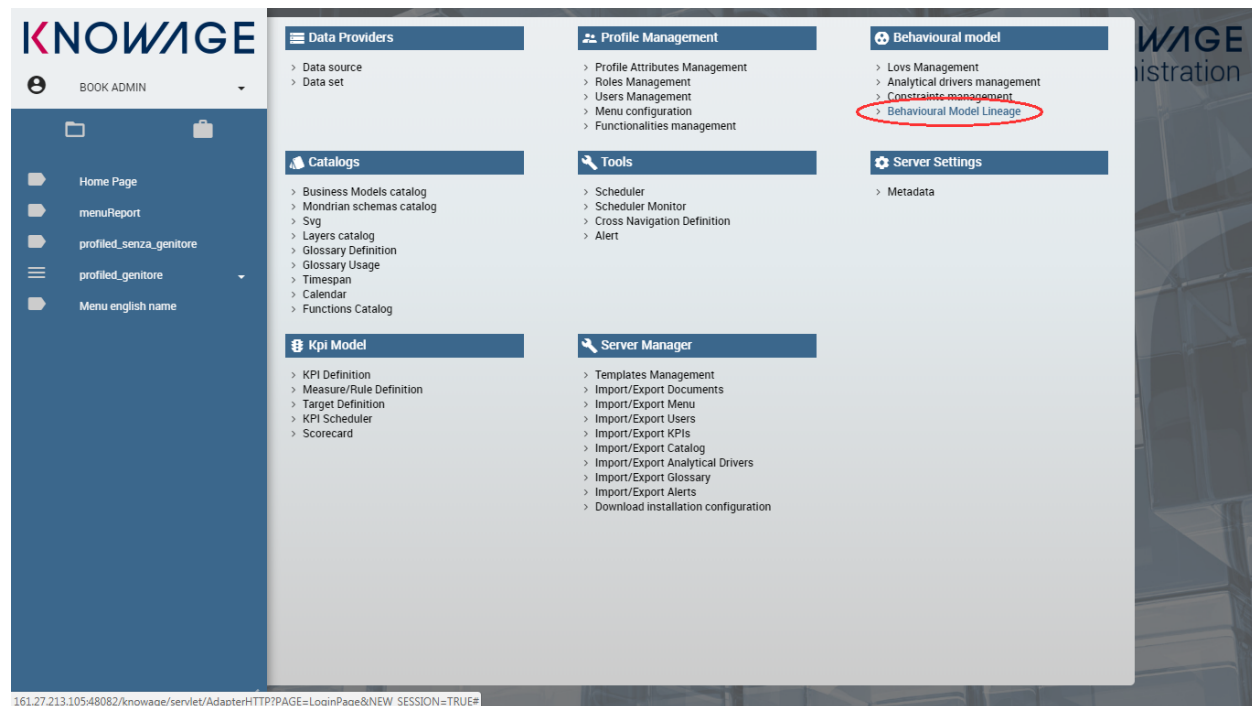 KNOWAGE
BOOK ADMIN
Home Page
menuReport
profiled_senza_genitore
profiled_genitore
Menu english name
Data Providers
> Data source
> Data set
Profile Management
> Profile Attributes Management
> Roles Management
> Users Management
> Menu configuration
> Functionalities management
Behavioural model
> Lovs Management
> Analytical drivers management
> Constraints management
> Behavioural Model Lineage
Catalogs
> Business Models catalog
> Mondrian schemas catalog
> Svg
> Layers catalog
> Glossary Definition
> Glossary Usage
> Timespan
> Calendar
> Functions Catalog
Tools
> Scheduler
> Scheduler Monitor
> Cross Navigation Definition
> Alert
Server Settings
> Metadata
Kpi Model
> KPI Definition
> Measure/Rule Definition
> Target Definition
> KPI Scheduler
> Scorecard
Server Manager
> Templates Management
> Import/Export Documents
> Import/Export Menu
> Import/Export Users
> Import/Export KPIs
> Import/Export Catalog
> Import/Export Analytical Drivers
> Import/Export Glossary
> Import/Export Alerts
> Download installation configuration
WAGE
istration
161.27.213.105:48082/knowage/servlet/AdapterHTTP?PAGE=LoginPage&NEW_SESSION=TRUE#